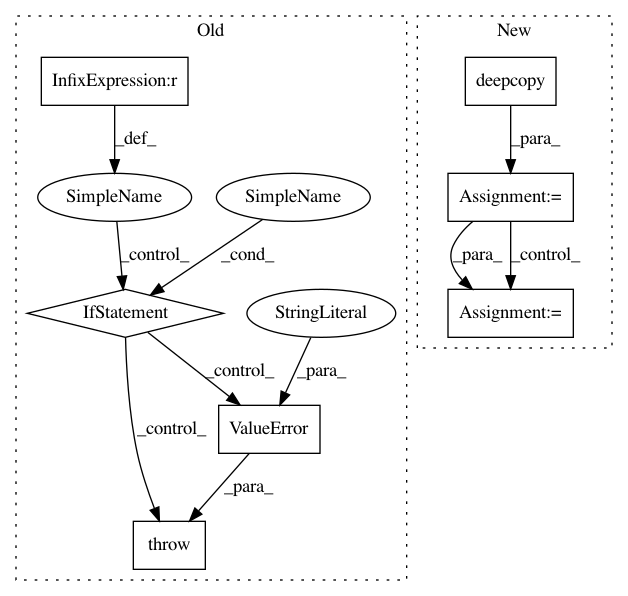 Old
New
InfixExpression:r
deepcopy
_def_
_para_
SimpleName
SimpleName
Assignment:=
_control_
_cond_
_para_
_control_
IfStatement
StringLiteral
Assignment:=
_control_
_para_
_control_
ValueError
_para_
throw